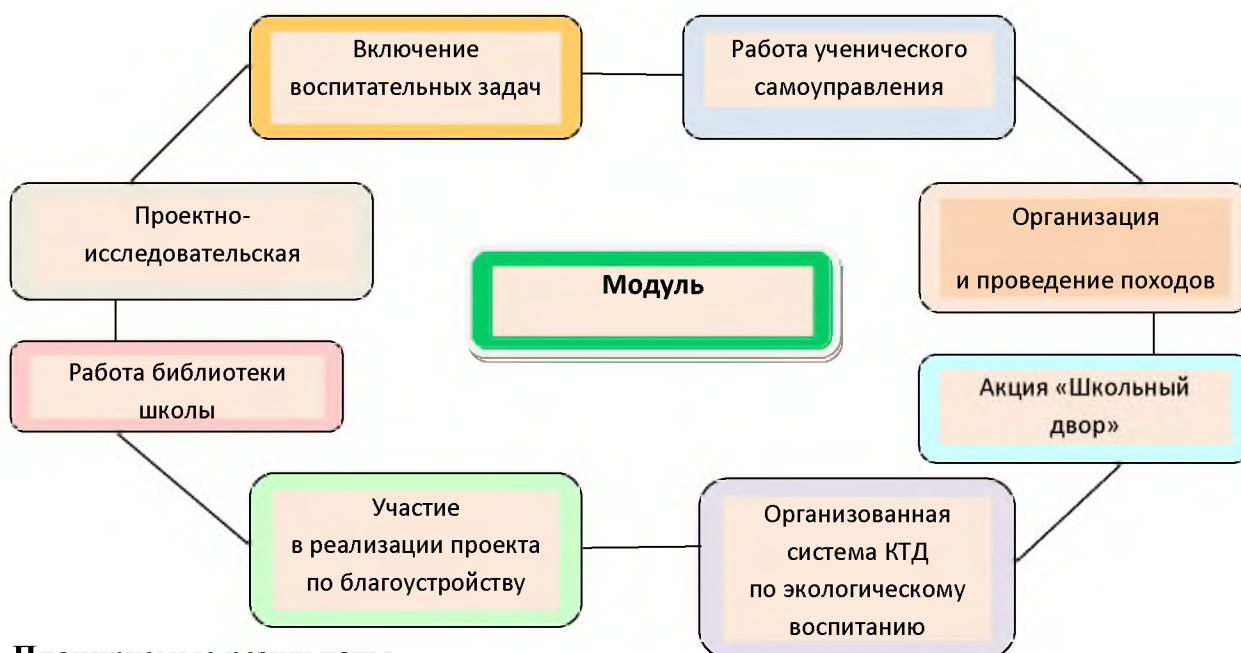 Включение
воспитательных задач
Работа ученического
самоуправления
Проектно-
исследовательская
Организация
и проведение походов
Модуль
Работа библиотеки
школы
Акция «Школьный
двор»
Участие
в реализации проекта
по благоустройству
Организованная
система КТД
по экологическому
воспитанию